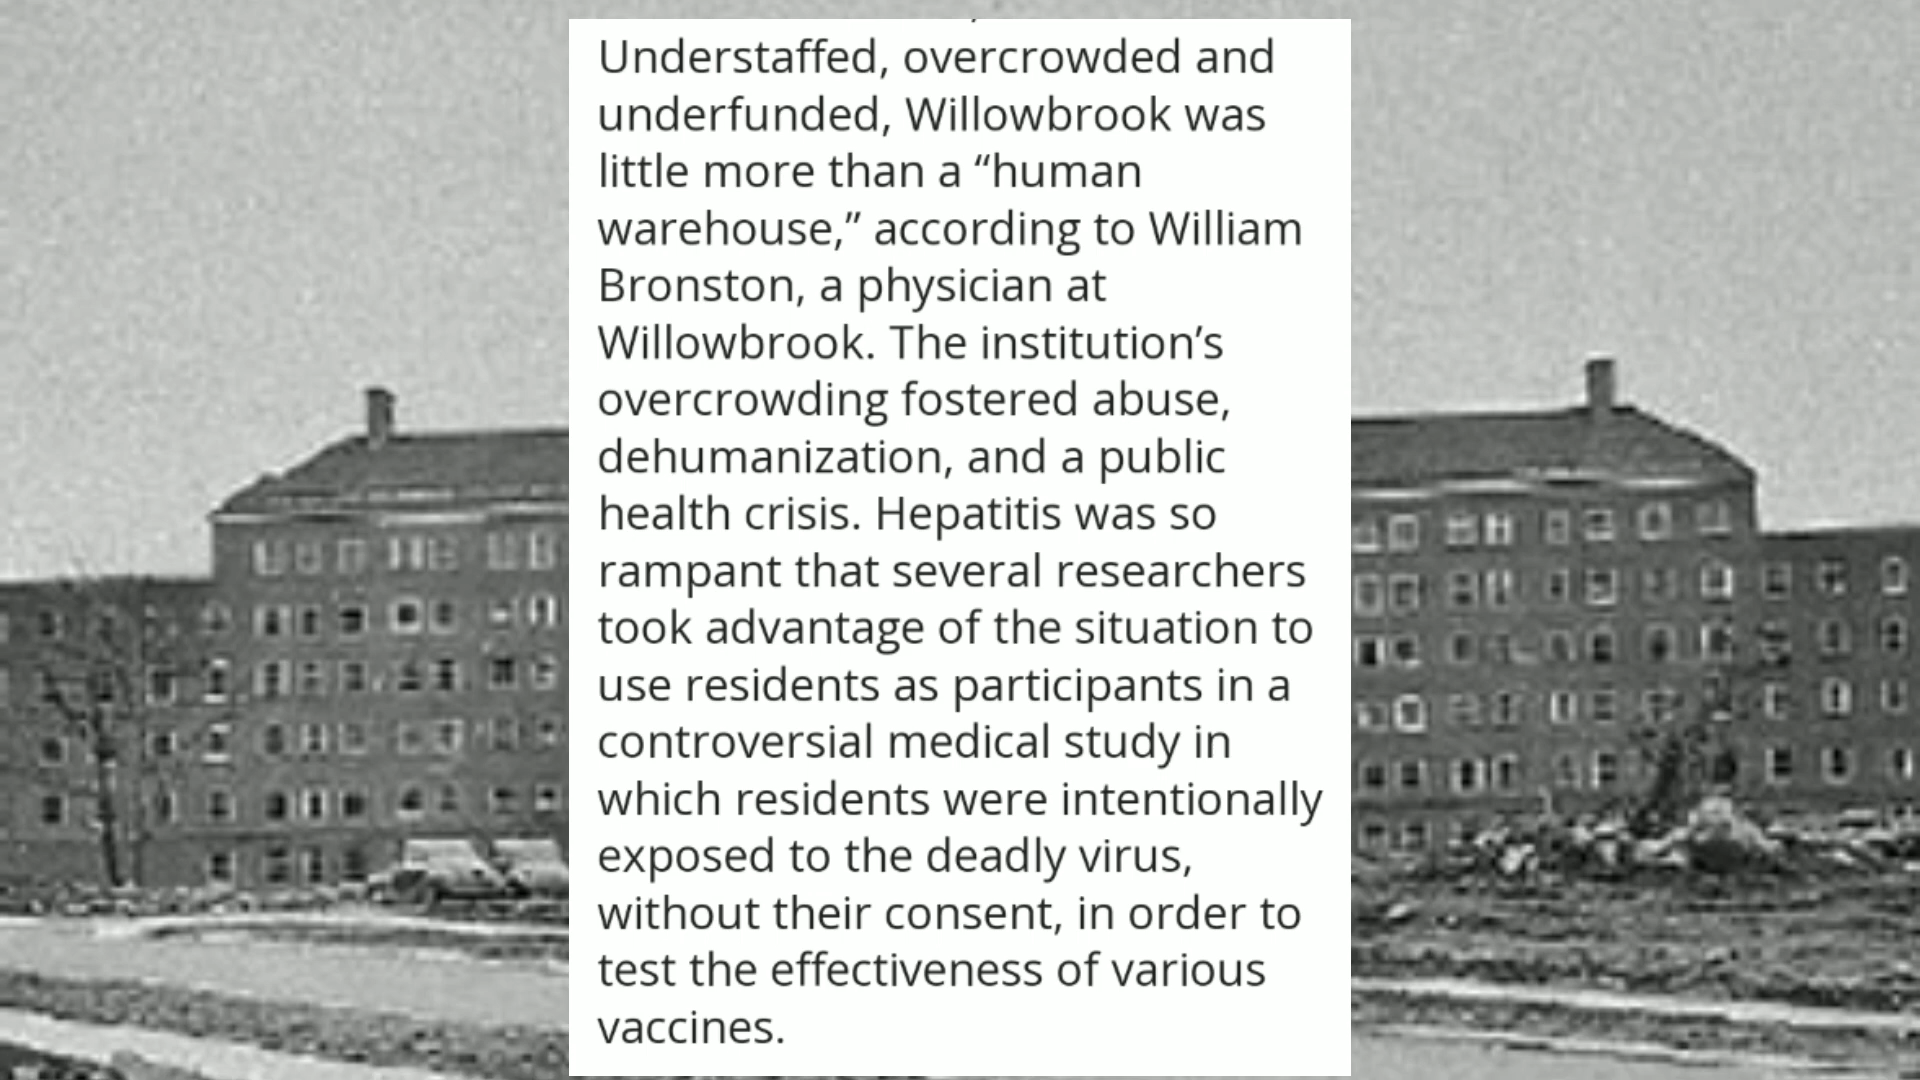 Understaffed, overcrowded and
underfunded, Willowbrook was
little more than a “human
warehouse,” according to William
Bronston, a physician at
Willowbrook. The institution’s
overcrowding fostered abuse,
dehumanization, and a public
health crisis. Hepatitis was so
rampant that several researchers
took advantage of the situation to
use residents as participants in a
controversial medical study in
which residents were intentionally
exposed to the deadly virus,
without their consent, in order to
test the effectiveness of various
vaccines.